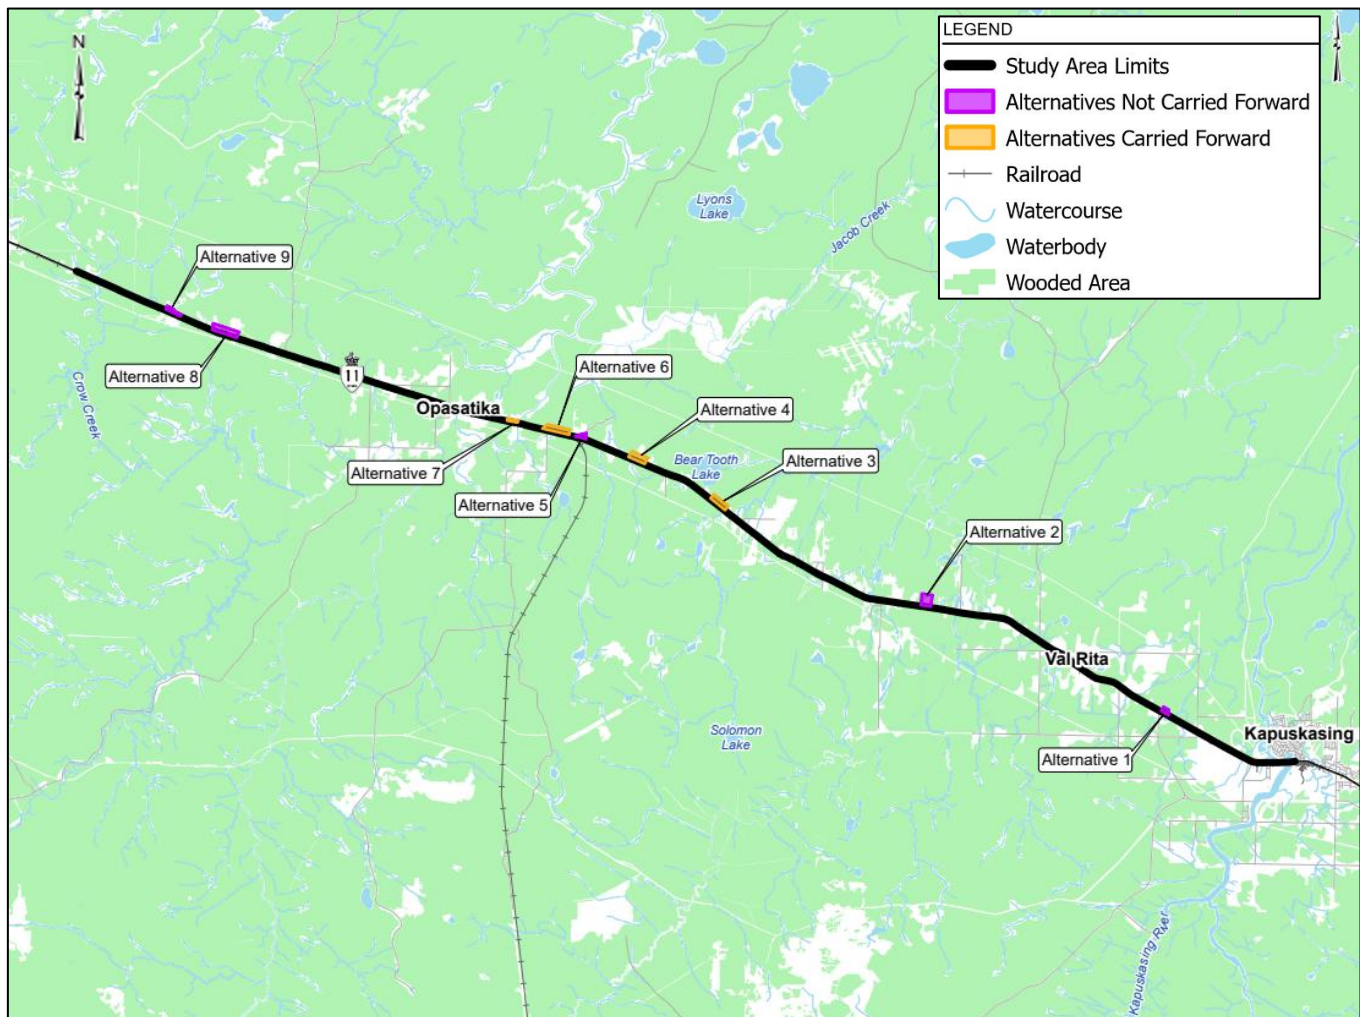 N
LEGEND
Study Area Limits
Alternatives Not Carried Forward
Alternatives Carried Forward
Railroad
Watercourse
Waterbody
Wooded Area
Lyons
Lake
Jacob Creek
Alternative 9
Alternative 8
Crow Creek
11
Opasatika
Alternative 6
Alternative 7
Alternative 5
Alternative 4
Bear Tooth
Lake
Alternative 3
Alternative 2
Val Rita
Solomon
Lake
Alternative 1
Kapuskasing
Kapuskasing River